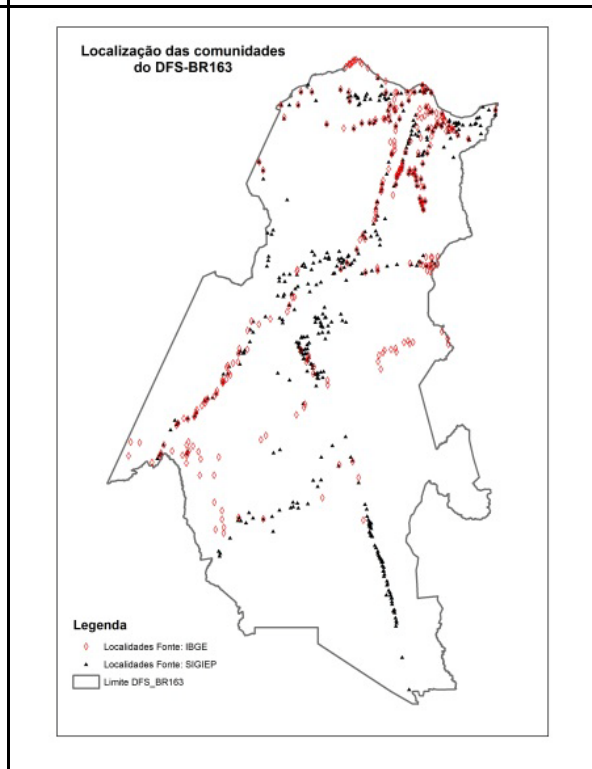 Localização das comunidades
do DFS-BR163
Legenda
Localidades Fonte: IBGE
Localidades Fonte: SIGIEP
Limite DFS_BR163